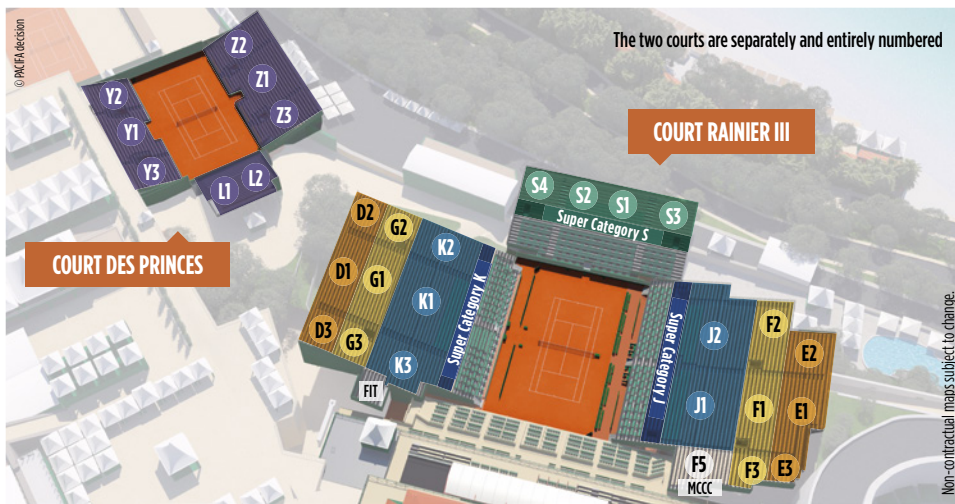 © PACIFA decision
The two courts are separately and entirely numbered
Z2
Z1
Z3
Y2
Y1
Y3
L1
L2
COURT DES PRINCES
COURT RAINIER III
S4
S2
S1
S3
Super Category S
D2
G2
K2
D1
G1
K1
D3
G3
K3
Super Category K
FIT
Super Category J
J2
F2
E2
J1
F1
E1
F5
F3
E3
MCCC
Non-contractual maps subject to change.